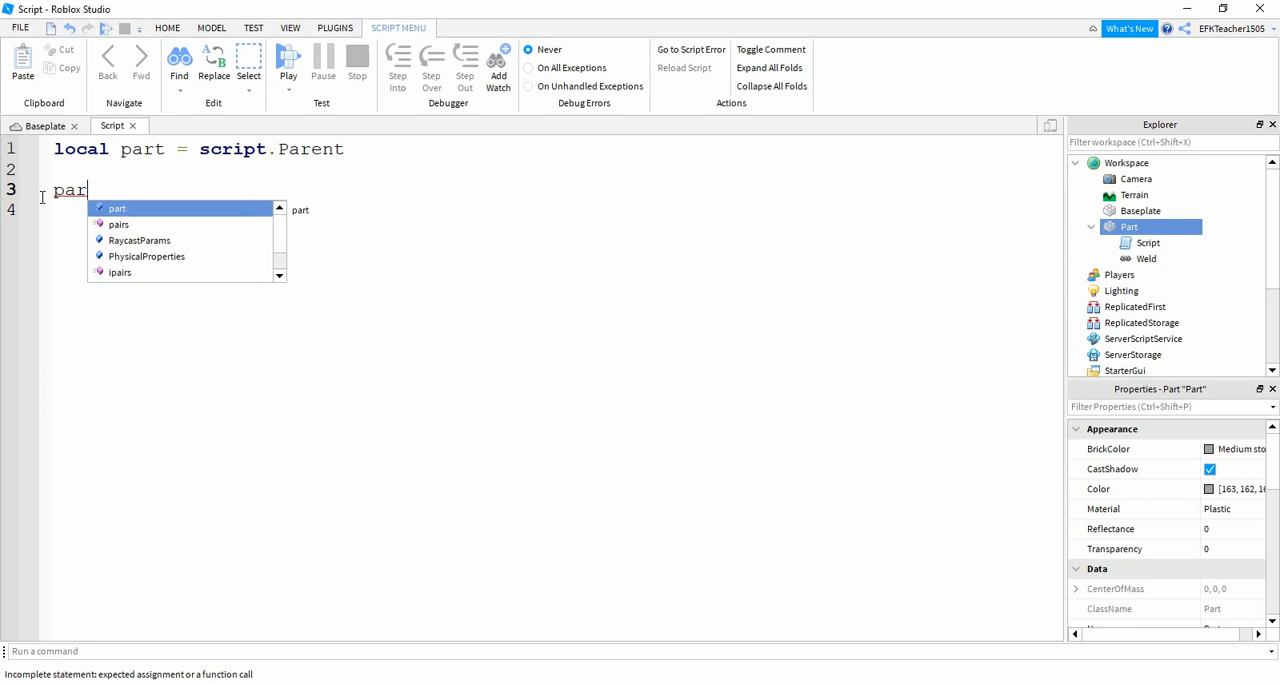 Script - Roblox Studio
FILE HOME MODEL TEST VIEW PLUGINS SCRIPT MENU What's New EFKTeacher1505
Paste Cut Copy Back Fwd Find Replace Select Play Pause Stop Step Into Step Over Step Out Add Watch
Never
On All Exceptions
On Unhandled Exceptions
Go to Script Error Toggle Comment
Reload Script Expand All Folds
Collapse All Folds
Clipboard Navigate Edit Test Debugger Debug Errors Actions
Baseplate Script
1 local part = script.Parent
2
3 par
4
part part
pairs
RaycastParams
PhysicalProperties
ipairs
Explorer
Filter workspace (Ctrl+Shift+X)
Workspace
Camera
Terrain
Baseplate
Part
Script
Weld
Players
Lighting
ReplicatedFirst
ReplicatedStorage
ServerScriptService
ServerStorage
StarterGui
Properties - Part "Part"
Filter Properties (Ctrl+Shift+P)
Appearance
BrickColor Medium sto
CastShadow
Color [163, 162, 16
Material Plastic
Reflectance 0
Transparency 0
Data
CenterOfMass 0, 0, 0
ClassName Part
Run a command
Incomplete statement: expected assignment or a function call